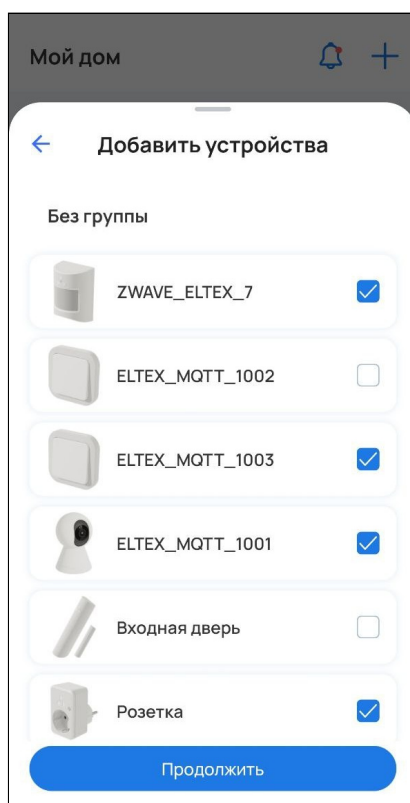 Мой дом
Добавить устройства
Без группы
ZWAVE_ELTEX_7
ELTEX_MQTT_1002
ELTEX_MQTT_1003
ELTEX_MQTT_1001
Входная дверь
Розетка
Продолжить